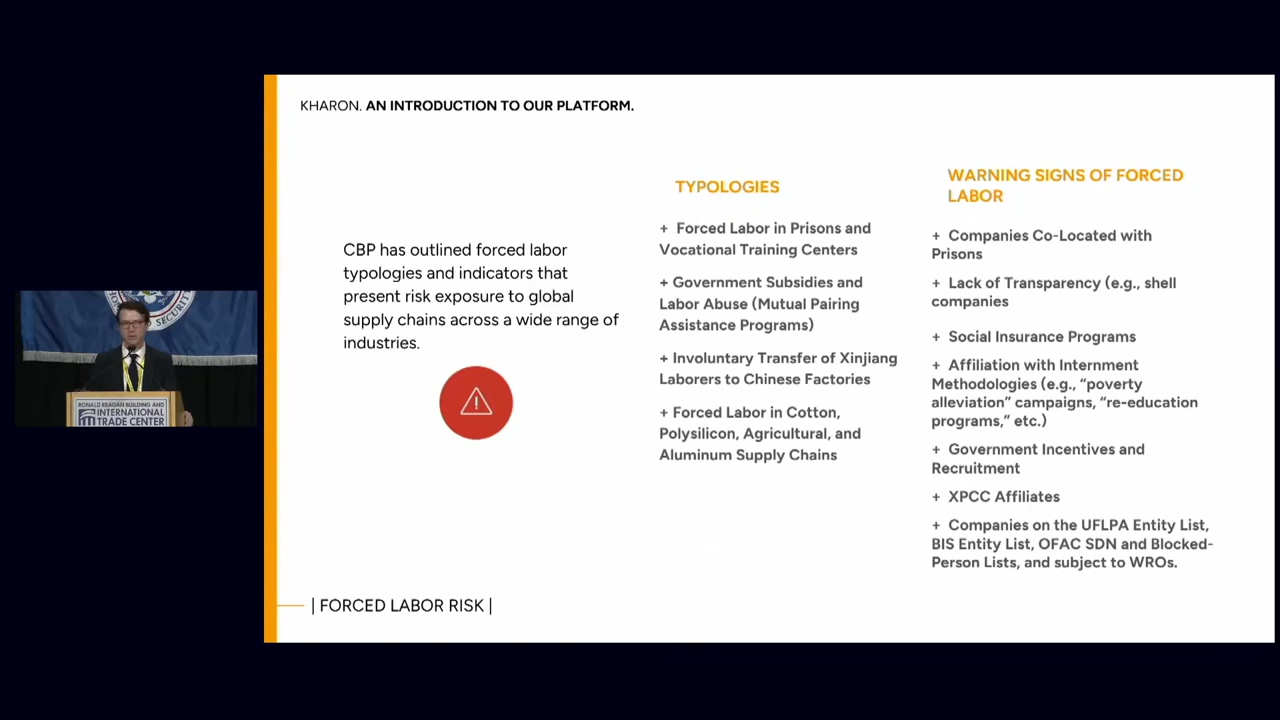 KHARON. AN INTRODUCTION TO OUR PLATFORM.
CBP has outlined forced labor
typologies and indicators that
present risk exposure to global
supply chains across a wide range of
industries.
TYPOLOGIES
+ Forced Labor in Prisons and
Vocational Training Centers
+ Government Subsidies and
Labor Abuse (Mutual Pairing
Assistance Programs)
+ Involuntary Transfer of Xinjiang
Laborers to Chinese Factories
+ Forced Labor in Cotton,
Polysilicon, Agricultural, and
Aluminum Supply Chains
WARNING SIGNS OF FORCED
LABOR
+ Companies Co-Located with
Prisons
+ Lack of Transparency (e.g., shell
companies
+ Social Insurance Programs
+ Affiliation with Internment
Methodologies (e.g., “poverty
alleviation” campaigns, “re-education
programs,” etc.)
+ Government Incentives and
Recruitment
+ XPCC Affiliates
+ Companies on the UFLPA Entity List,
BIS Entity List, OFAC SDN and Blocked-
Person Lists, and subject to WROs.
| FORCED LABOR RISK |
RONALD REAGAN BUILDING AND
INTERNATIONAL
TRADE CENTER